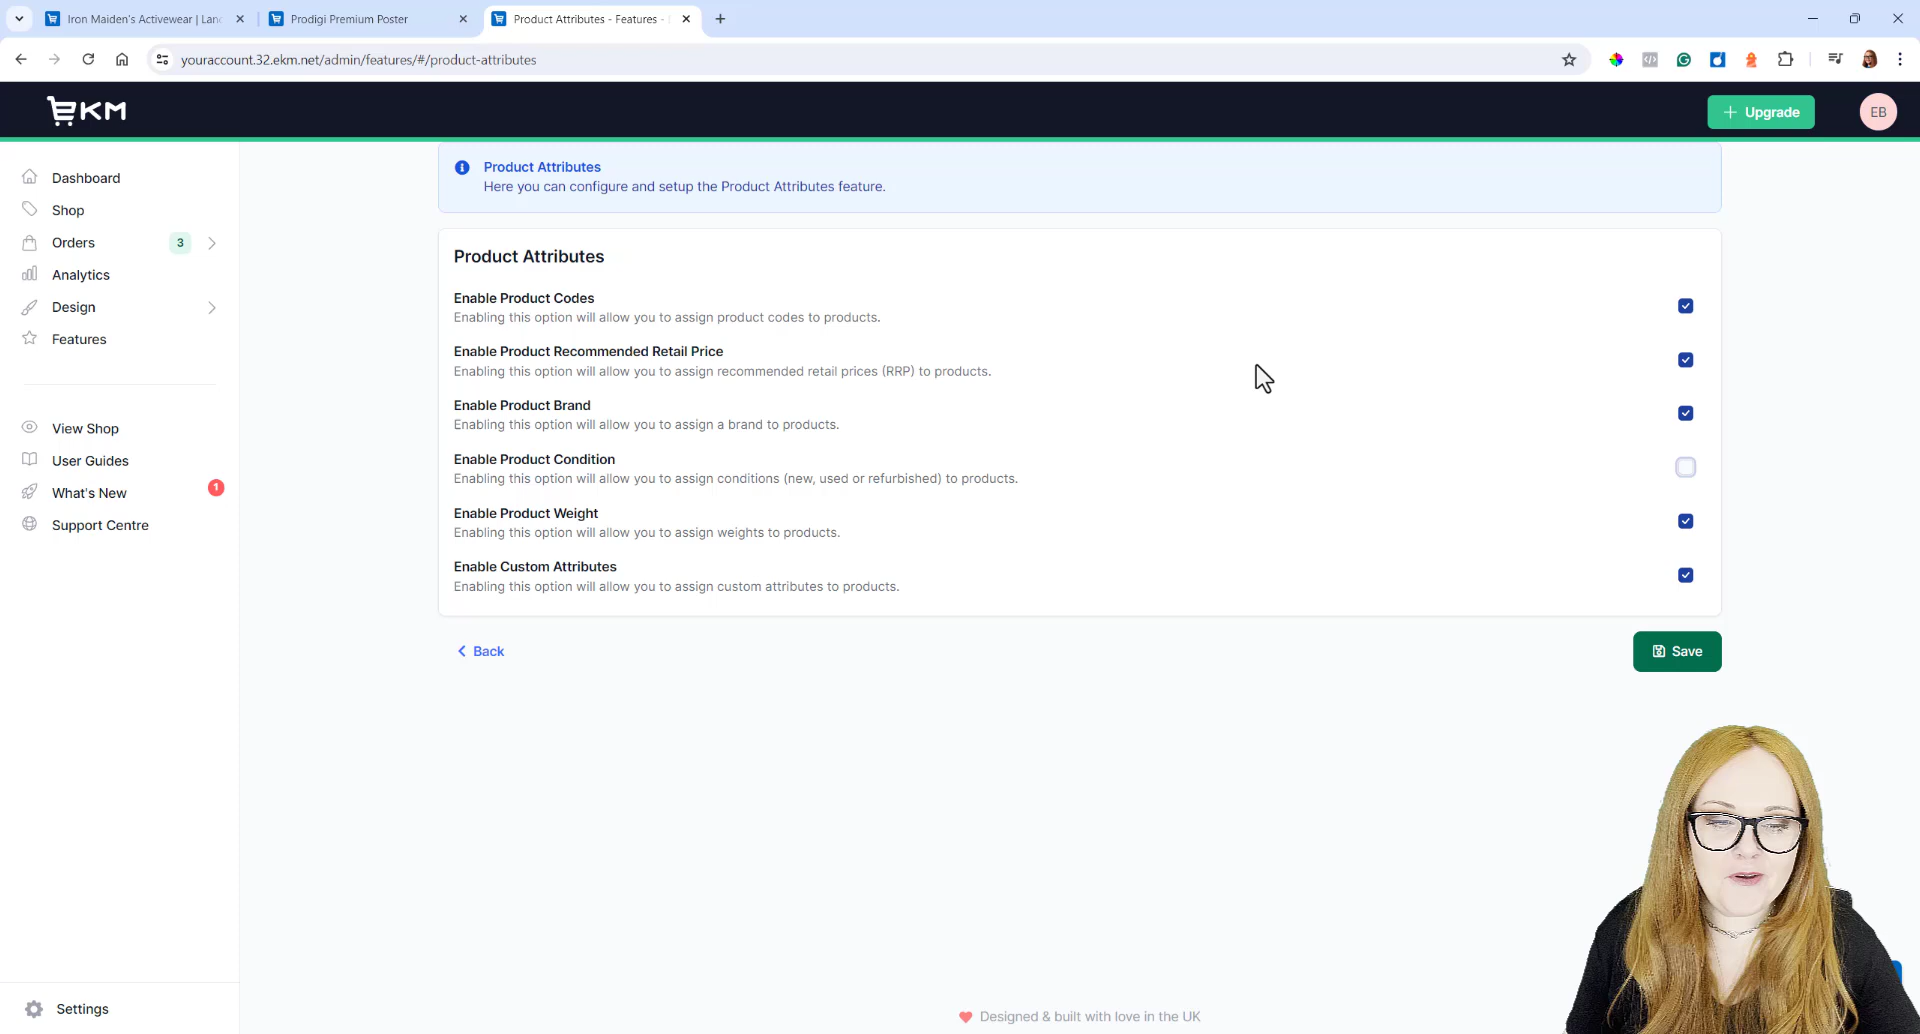 Iron Maiden's Activewear | Lanc
Prodigi Premium Poster
Product Attributes - Features -
youraccount.32.ekm.net/admin/features/#/product-attributes
EKM
Upgrade
EB
Dashboard
Shop
Orders 3
Analytics
Design
Features
View Shop
User Guides
What's New 1
Support Centre
Settings
Product Attributes
Here you can configure and setup the Product Attributes feature.
Product Attributes
Enable Product Codes
Enabling this option will allow you to assign product codes to products.
Enable Product Recommended Retail Price
Enabling this option will allow you to assign recommended retail prices (RRP) to products.
Enable Product Brand
Enabling this option will allow you to assign a brand to products.
Enable Product Condition
Enabling this option will allow you to assign conditions (new, used or refurbished) to products.
Enable Product Weight
Enabling this option will allow you to assign weights to products.
Enable Custom Attributes
Enabling this option will allow you to assign custom attributes to products.
Back
Save
Designed & built with love in the UK